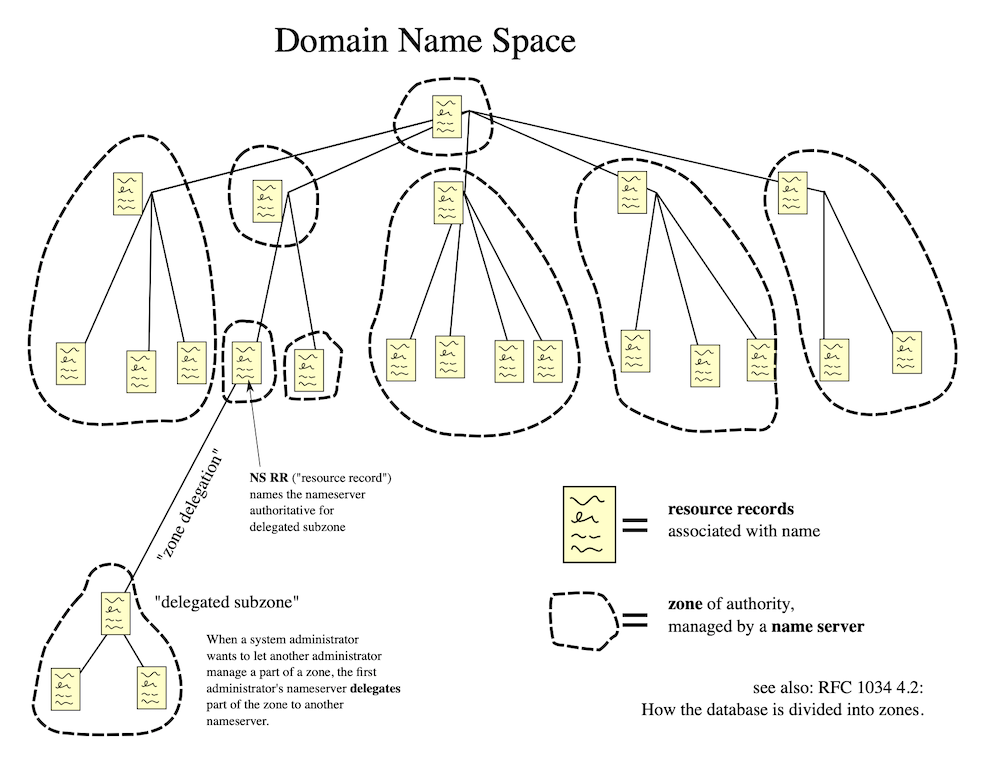 Domain Name Space
NS RR ("resource record")
names the nameserver
authoritative for
delegated subzone
"zone delegation"
"delegated subzone"
When a system administrator
wants to let another administrator
manage a part of a zone, the first
administrator's nameserver delegates
part of the zone to another
nameserver.
resource records
associated with name
zone of authority,
managed by a name server
see also: RFC 1034 4.2:
How the database is divided into zones.